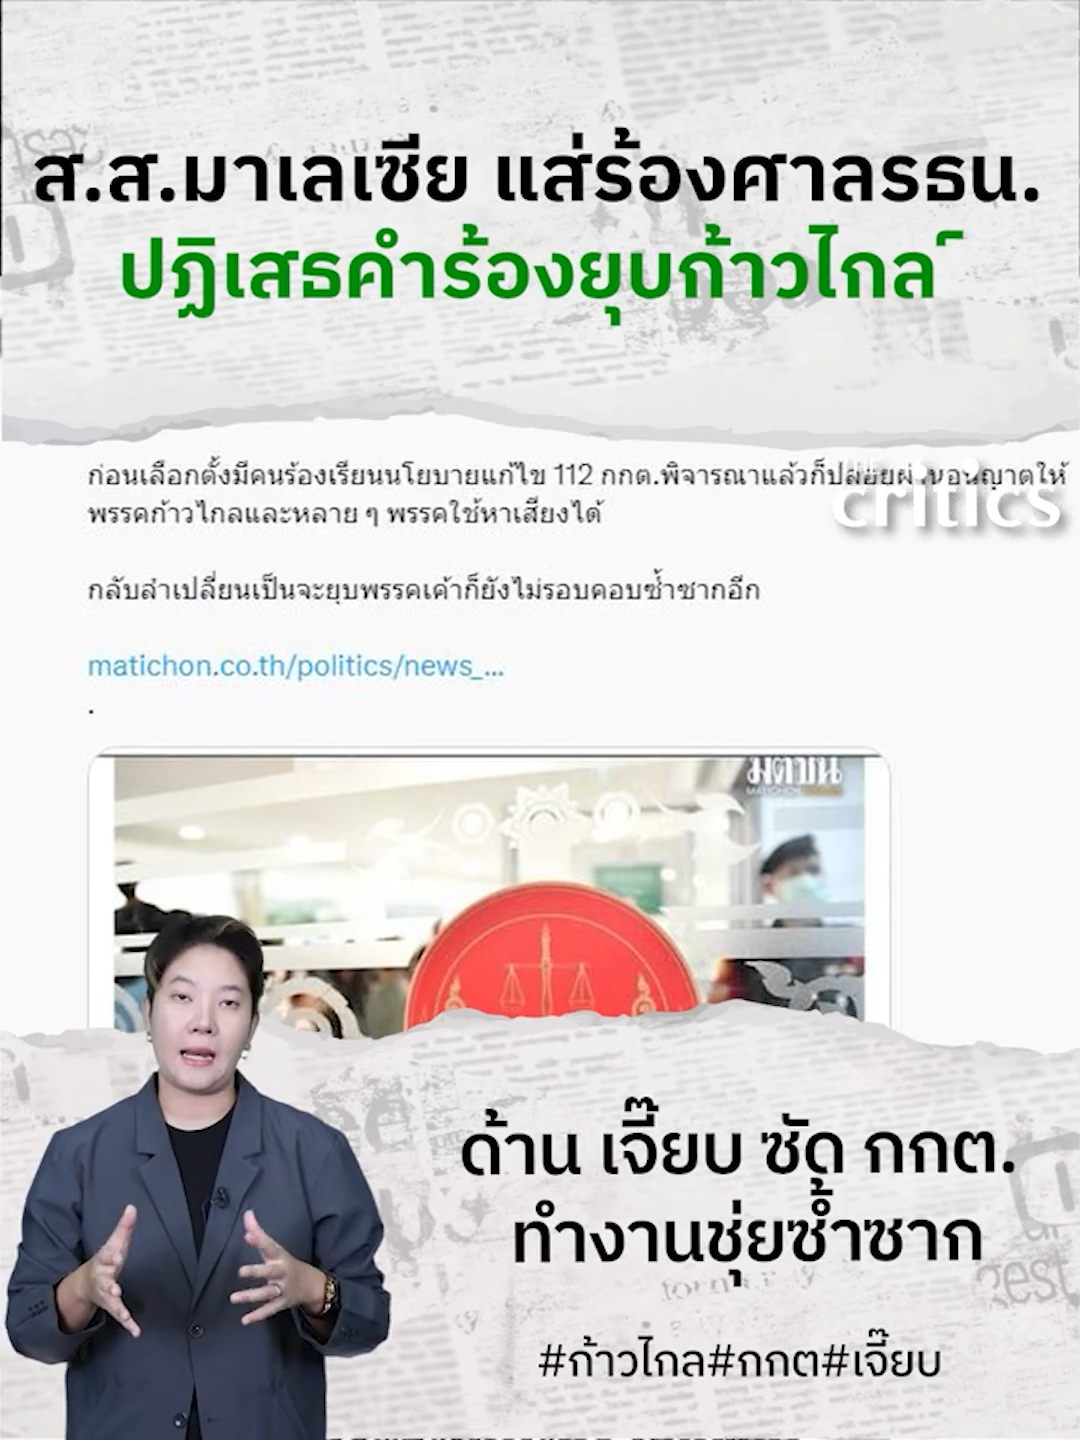 ส.ส.มาเลเซีย แส่ร้องศาลรธน.
ปฏิเสธคำร้องยุบก้าวไกล ์
ก่อนเลือกตั้งมีคนร้องเรียนนโยบายแก้ไข 112 กกต.พิจารณาแล้วก็ปล่อยผ่านอนุญาตให้
critics
พรรคก้าวไกลและหลาย ๆ พรรคใช้หาเสียงได้
กลับลำเปลี่ยนเป็นจะยุบพรรคเค้าก็ยังไม่รอบคอบซ้ำซากอีก
matichon.co.th/politics/news_...
.
มติชน
ด้าน เจี๊ยบ ซัด กกต.
ทำงานชุ่ยซ้ำซาก
#ก้าวไกล#กกต#เจี๊ยบ